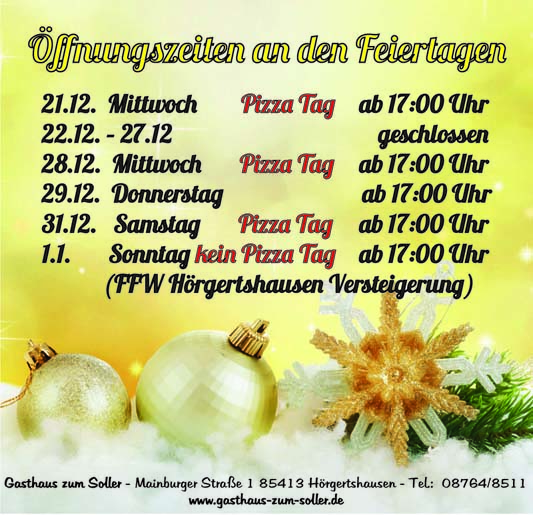 Öffnungszeiten an den Feiertagen
21.12. Mittwoch Pizza Tag ab 17:00 Uhr
22.12. - 27.12 geschlossen
28.12. Mittwoch Pizza Tag ab 17:00 Uhr
29.12. Donnerstag ab 17:00 Uhr
31.12. Samstag Pizza Tag ab 17:00 Uhr
1.1. Sonntag kein Pizza Tag ab 17:00 Uhr
(FFW Hörgertshausen Versteigerung)
Gasthaus zum Soller - Mainburger Straße 1 85413 Hörgertshausen - Tel.: 08764/8511
www.gasthaus-zum-soller.de